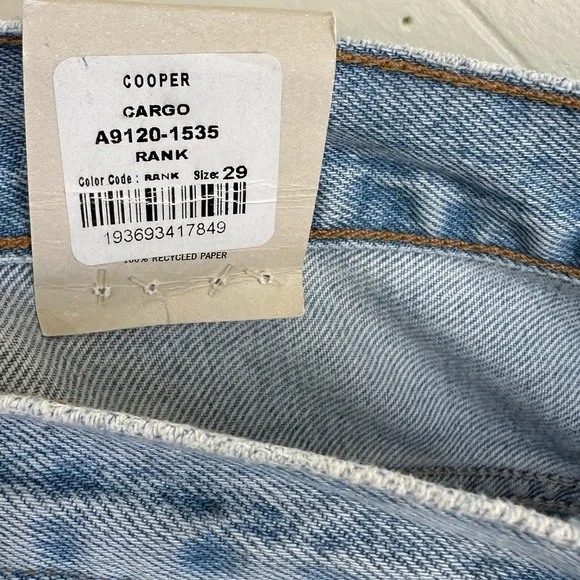 COOPER
CARGO
A9120-1535
RANK
Color Code : RANK Size: 29
193693417849
100% RECYCLED PAPER